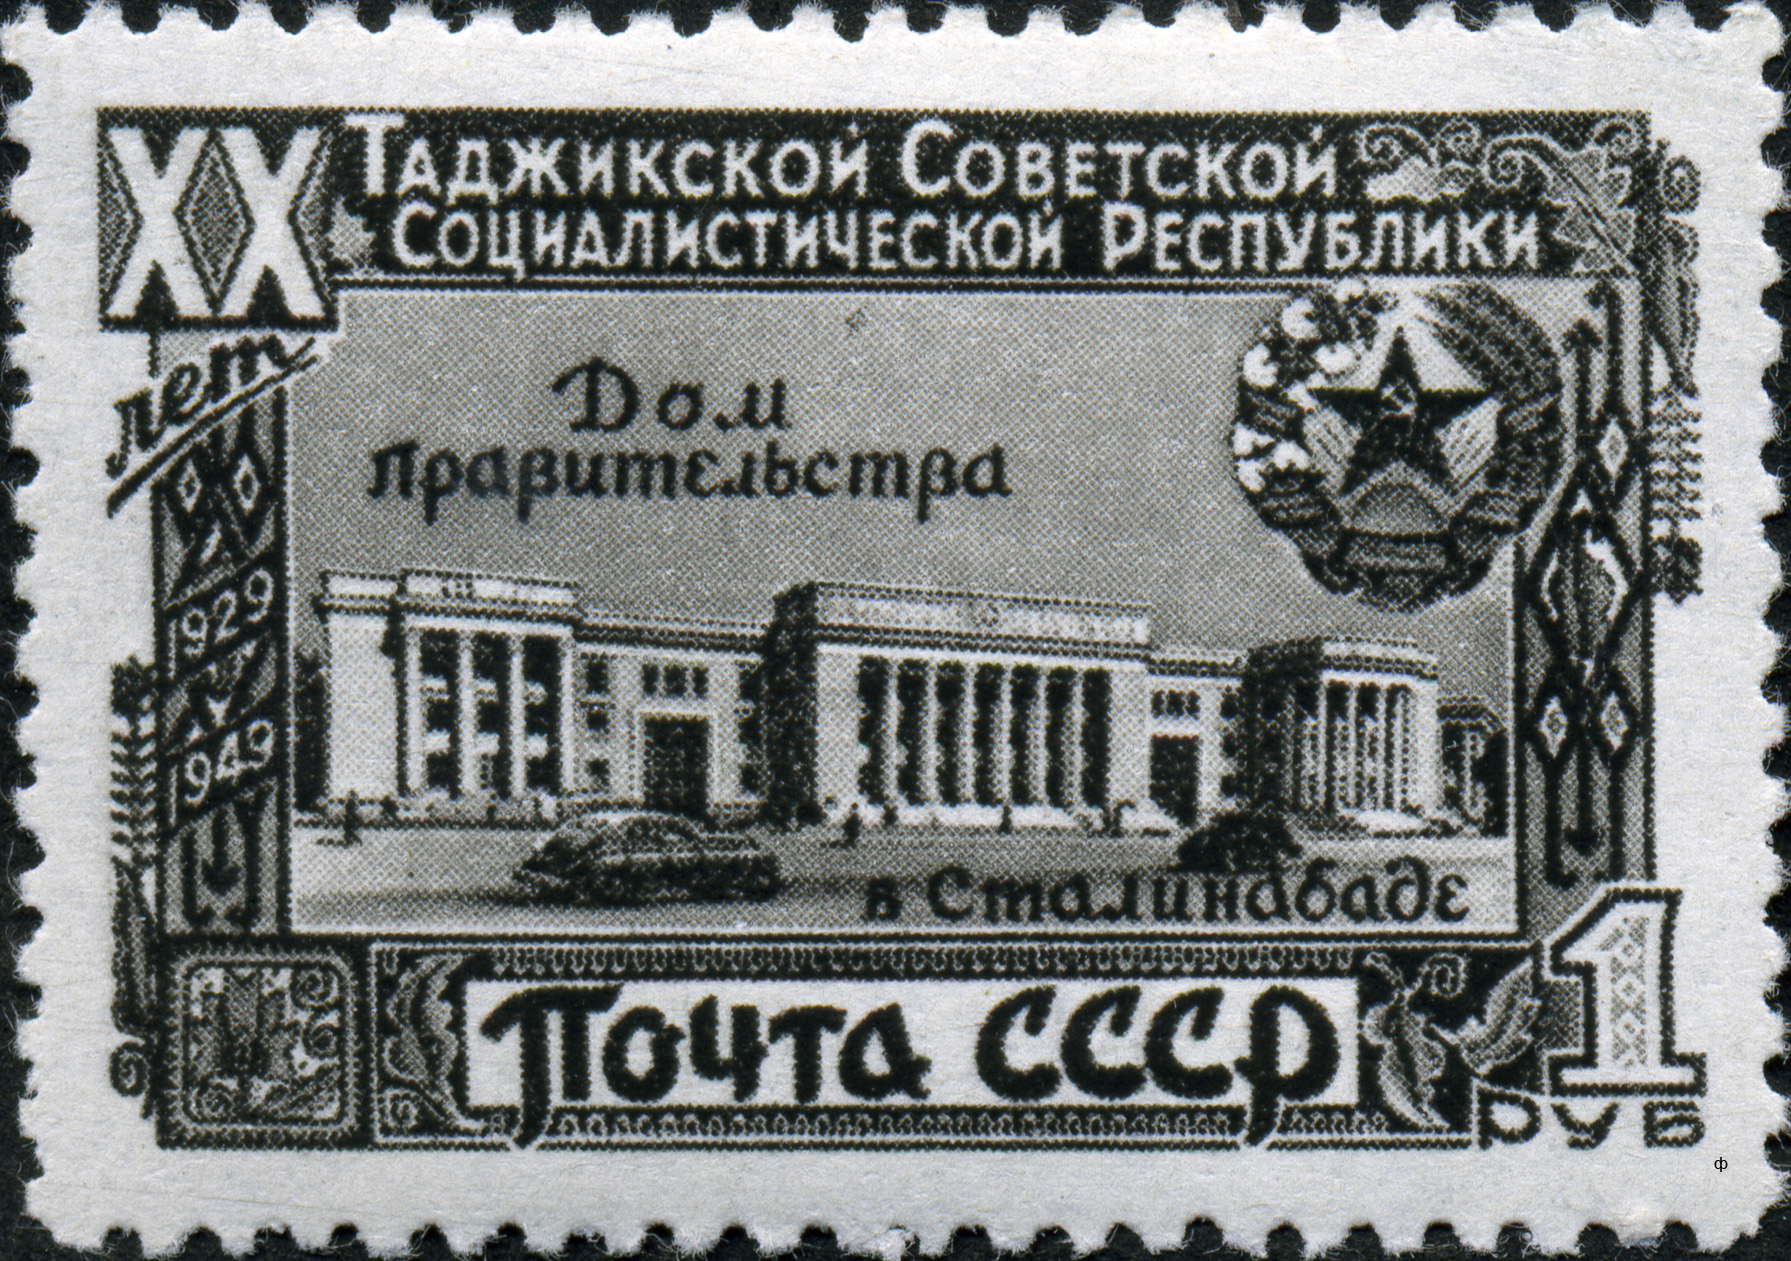 XX Таджикской Советской
Социалистической Республики
лет
Дом
правительства
1929
1949
в Сталинабаде
Почта СССР
1
РУБ
ф